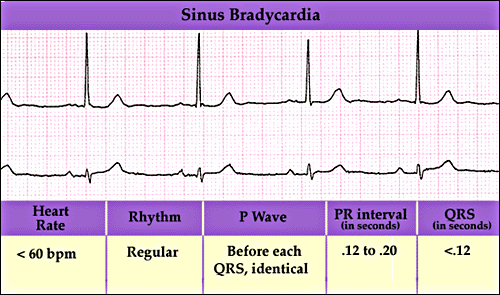 Sinus Bradycardia
Heart Rate
Rhythm
P Wave
PR interval
(in seconds)
QRS
(in seconds)
< 60 bpm
Regular
Before each
QRS, identical
.12 to .20
<.12